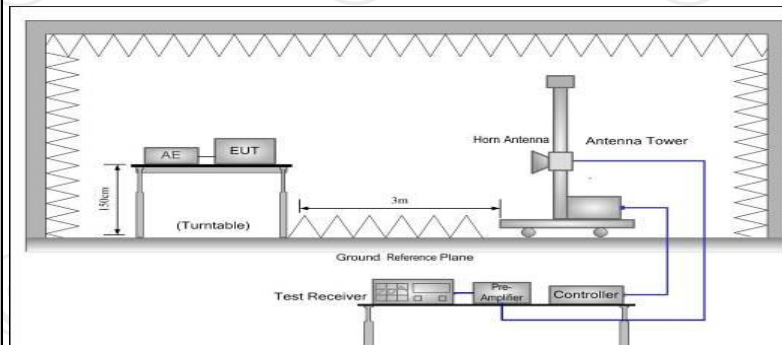 Horn Antenna
Antenna Tower
AE
EUT
150cm
3m
(Turntable)
Ground Reference Plane
Test Receiver
Pre-
Amplifier
Controller